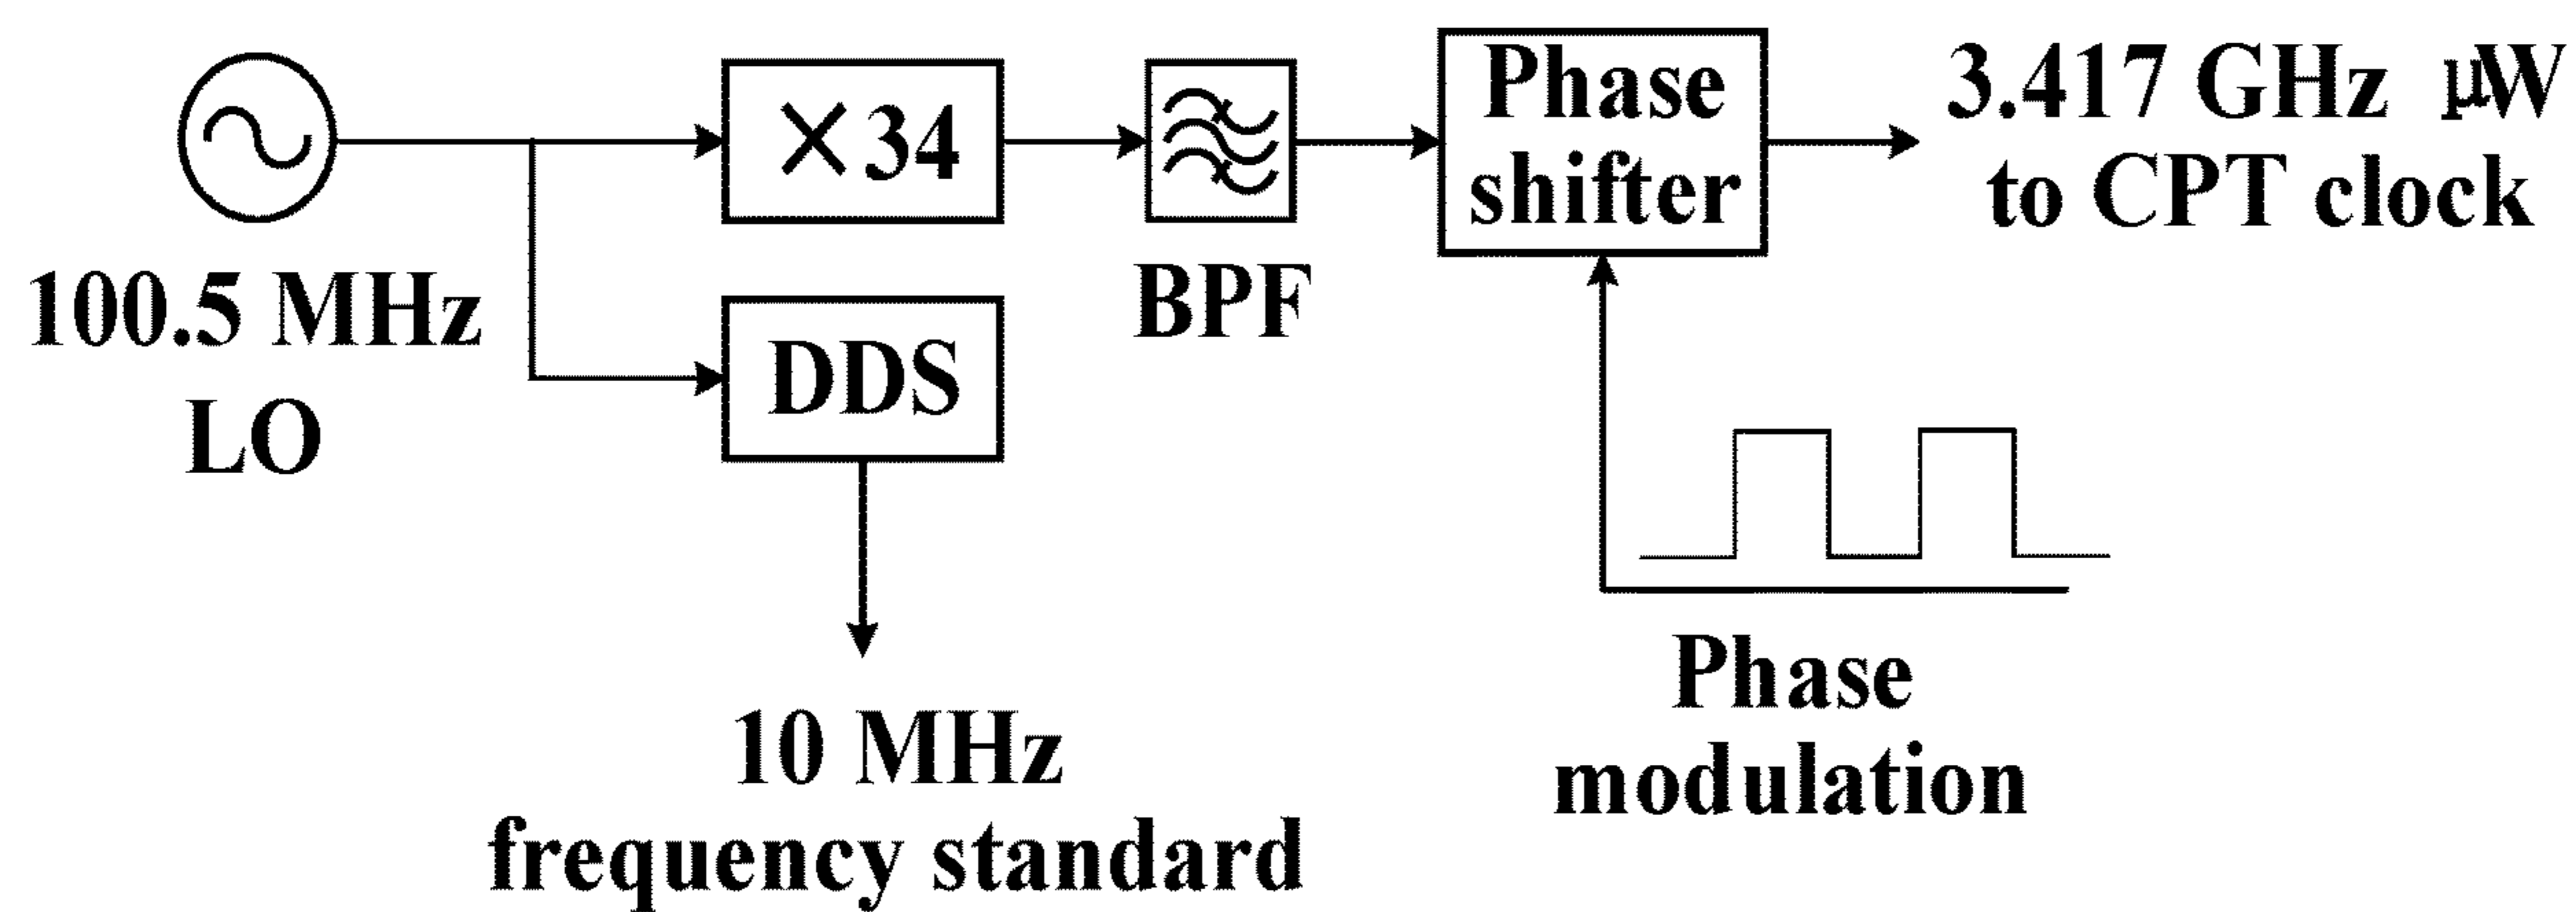 100.5 MHz
LO
×34
DDS
10 MHz
frequency standard
BPF
Phase
shifter
3.417 GHz μW
to CPT clock
Phase
modulation